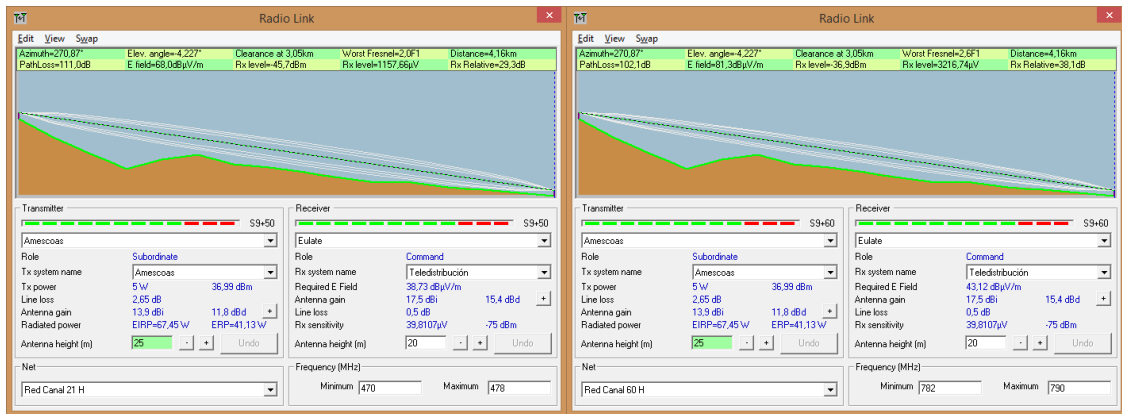 Radio Link
Edit View Swap
Azimuth=270,87° Elev. angle=-4,227° Clearance at 3,05km Worst Fresnel=2,0F1 Distance=4,16km
PathLoss=111,0dB E field=68,0dBµV/m Rx level=-45,7dBm Rx level=1157,66µV Rx Relative=29,3dB
Transmitter
S9+50
Amescoas
Role Subordinate
Tx system name Amescoas
Tx power 5 W 36,99 dBm
Line loss 2,65 dB
Antenna gain 13,9 dBi 11,8 dBd +
Radiated power EIRP=67,45 W ERP=41,13 W
Antenna height (m) 25 - + Undo
Receiver
S9+50
Eulate
Role Command
Rx system name Teledistribución
Required E Field 38,73 dBµV/m
Antenna gain 17,5 dBi 15,4 dBd +
Line loss 0,5 dB
Rx sensitivity 39,8107µV -75 dBm
Antenna height (m) 20 - + Undo
Net
Red Canal 21 H
Frequency (MHz)
Minimum 470 Maximum 478
Radio Link
Edit View Swap
Azimuth=270,87° Elev. angle=-4,227° Clearance at 3,05km Worst Fresnel=2,6F1 Distance=4,16km
PathLoss=102,1dB E field=81,3dBµV/m Rx level=-36,9dBm Rx level=3216,74µV Rx Relative=38,1dB
Transmitter
S9+60
Amescoas
Role Subordinate
Tx system name Amescoas
Tx power 5 W 36,99 dBm
Line loss 2,65 dB
Antenna gain 13,9 dBi 11,8 dBd +
Radiated power EIRP=67,45 W ERP=41,13 W
Antenna height (m) 25 - + Undo
Receiver
S9+60
Eulate
Role Command
Rx system name Teledistribución
Required E Field 43,12 dBµV/m
Antenna gain 17,5 dBi 15,4 dBd +
Line loss 0,5 dB
Rx sensitivity 39,8107µV -75 dBm
Antenna height (m) 20 - + Undo
Net
Red Canal 60 H
Frequency (MHz)
Minimum 782 Maximum 790